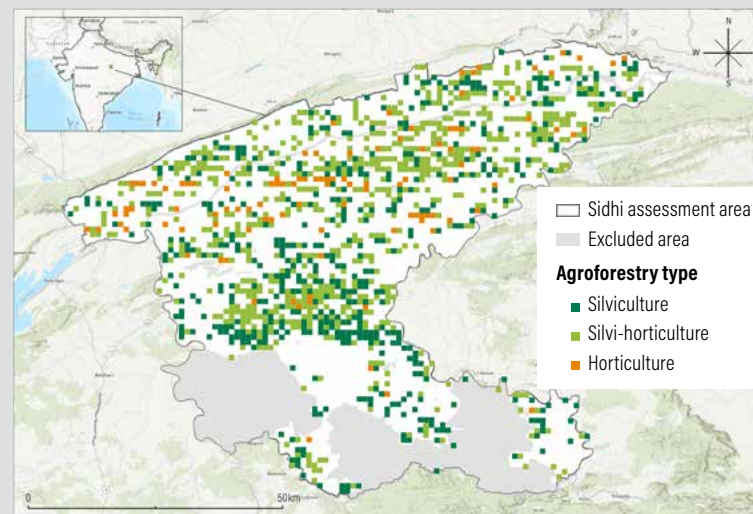 N
W
S
Sidhi assessment area
Excluded area
Agroforestry type
Silviculture
Silvi-horticulture
Horticulture
0
50km